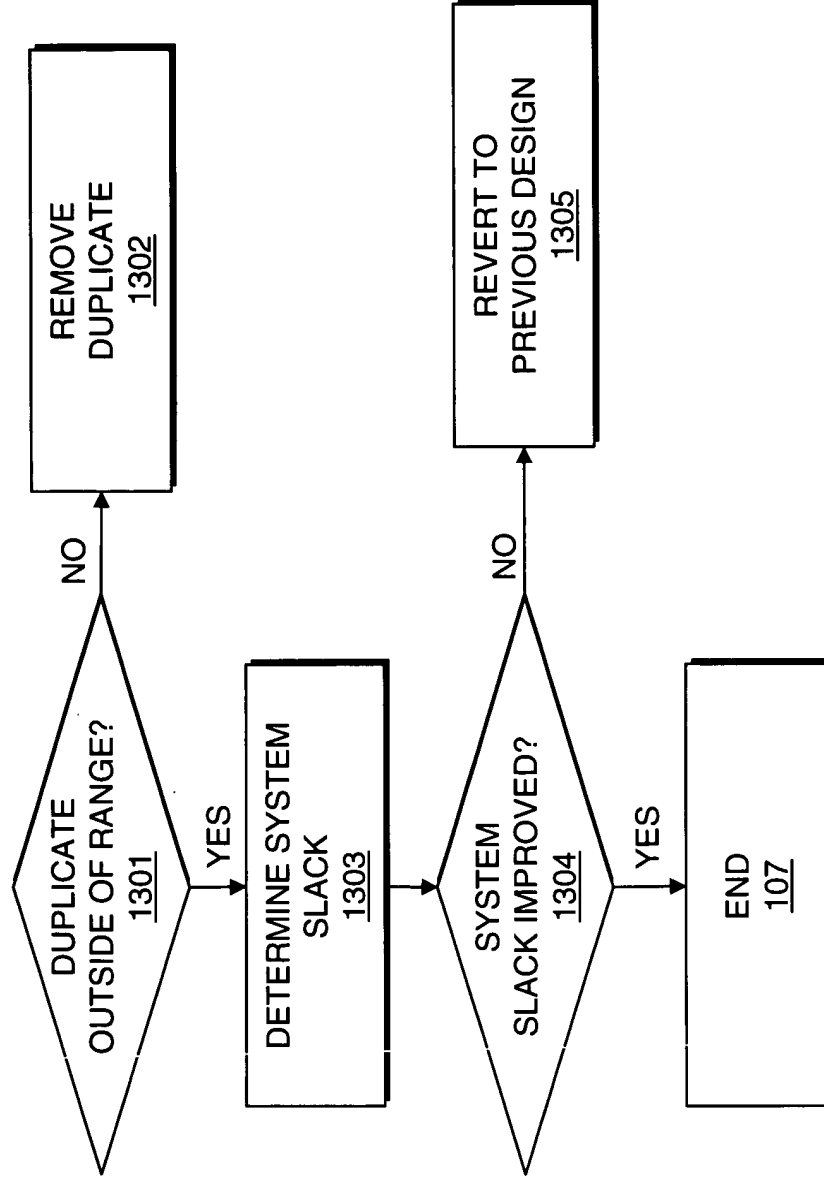 DUPLICATE
OUTSIDE OF RANGE?
1301
NO
REMOVE
DUPLICATE
1302
YES
DETERMINE SYSTEM
SLACK
1303
SYSTEM
SLACK IMPROVED?
1304
NO
REVERT TO
PREVIOUS DESIGN
1305
YES
END
107